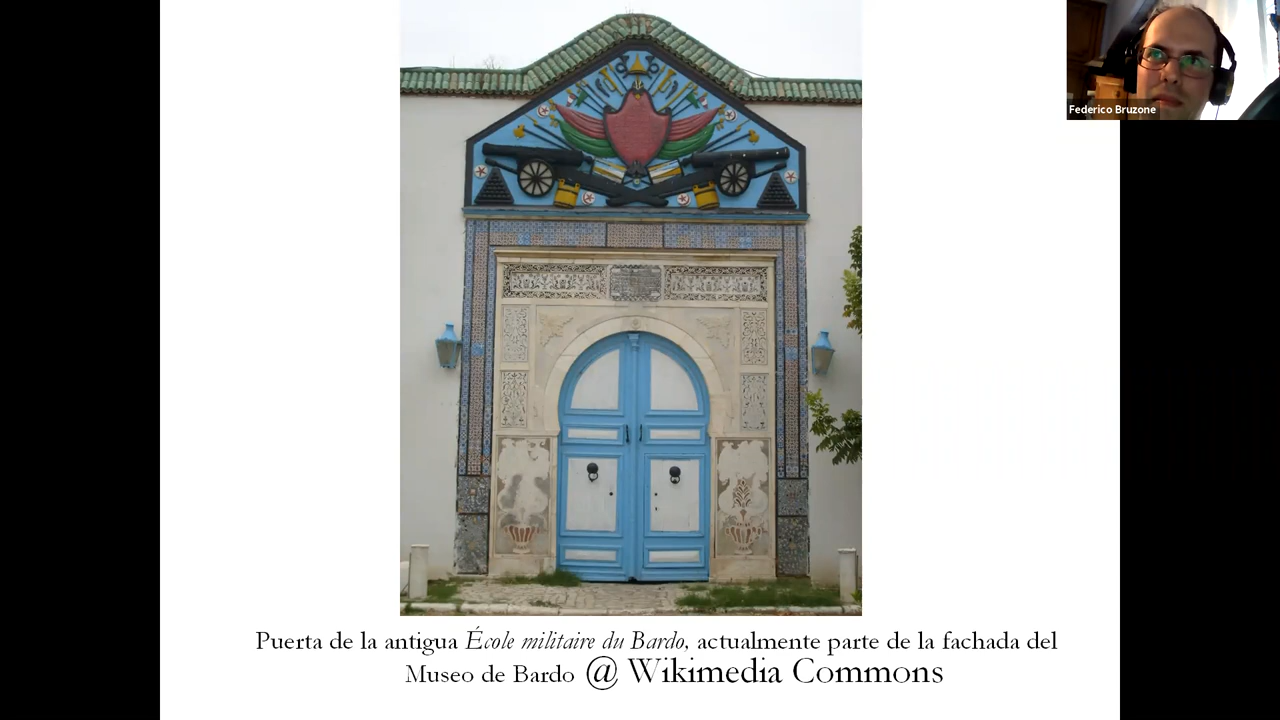 Federico Bruzone
Puerta de la antigua École militaire du Bardo, actualmente parte de la fachada del
Museo de Bardo @ Wikimedia Commons